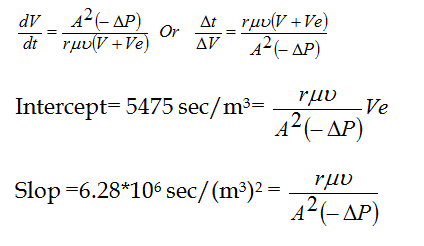 dV/dt = A²(−ΔP)/rμυ(V+Ve) Or Δt/ΔV = rμυ(V+Ve)/A²(−ΔP)
Intercept= 5475 sec/m³= rμυ/A²(−ΔP) Ve
Slop =6.28*10⁶ sec/(m³)² = rμυ/A²(−ΔP)